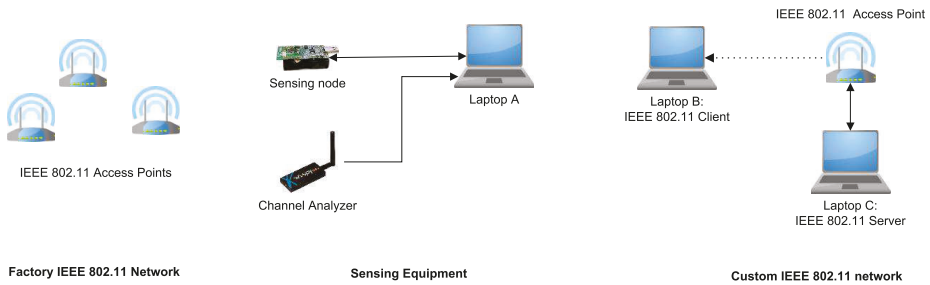 IEEE 802.11 Access Points
Factory IEEE 802.11 Network
Sensing node
Laptop A
Channel Analyzer
Sensing Equipment
IEEE 802.11 Access Point
Laptop B:
IEEE 802.11 Client
Laptop C:
IEEE 802.11 Server
Custom IEEE 802.11 network